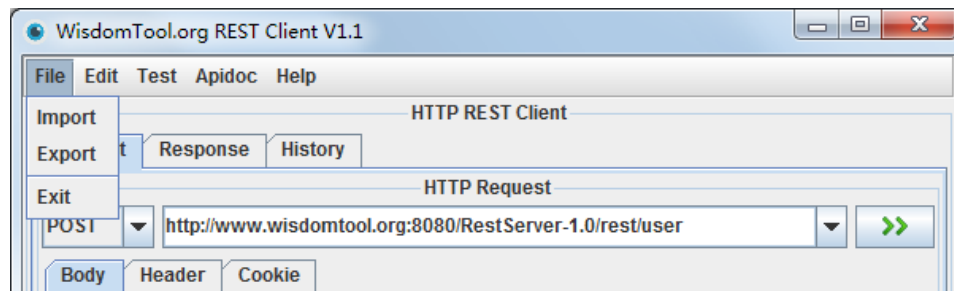 WisdomTool.org REST Client V1.1
File Edit Test Apidoc Help
HTTP REST Client
Import
Export
Exit
t Response History
HTTP Request
POST http://www.wisdomtool.org:8080/RestServer-1.0/rest/user >>
Body Header Cookie